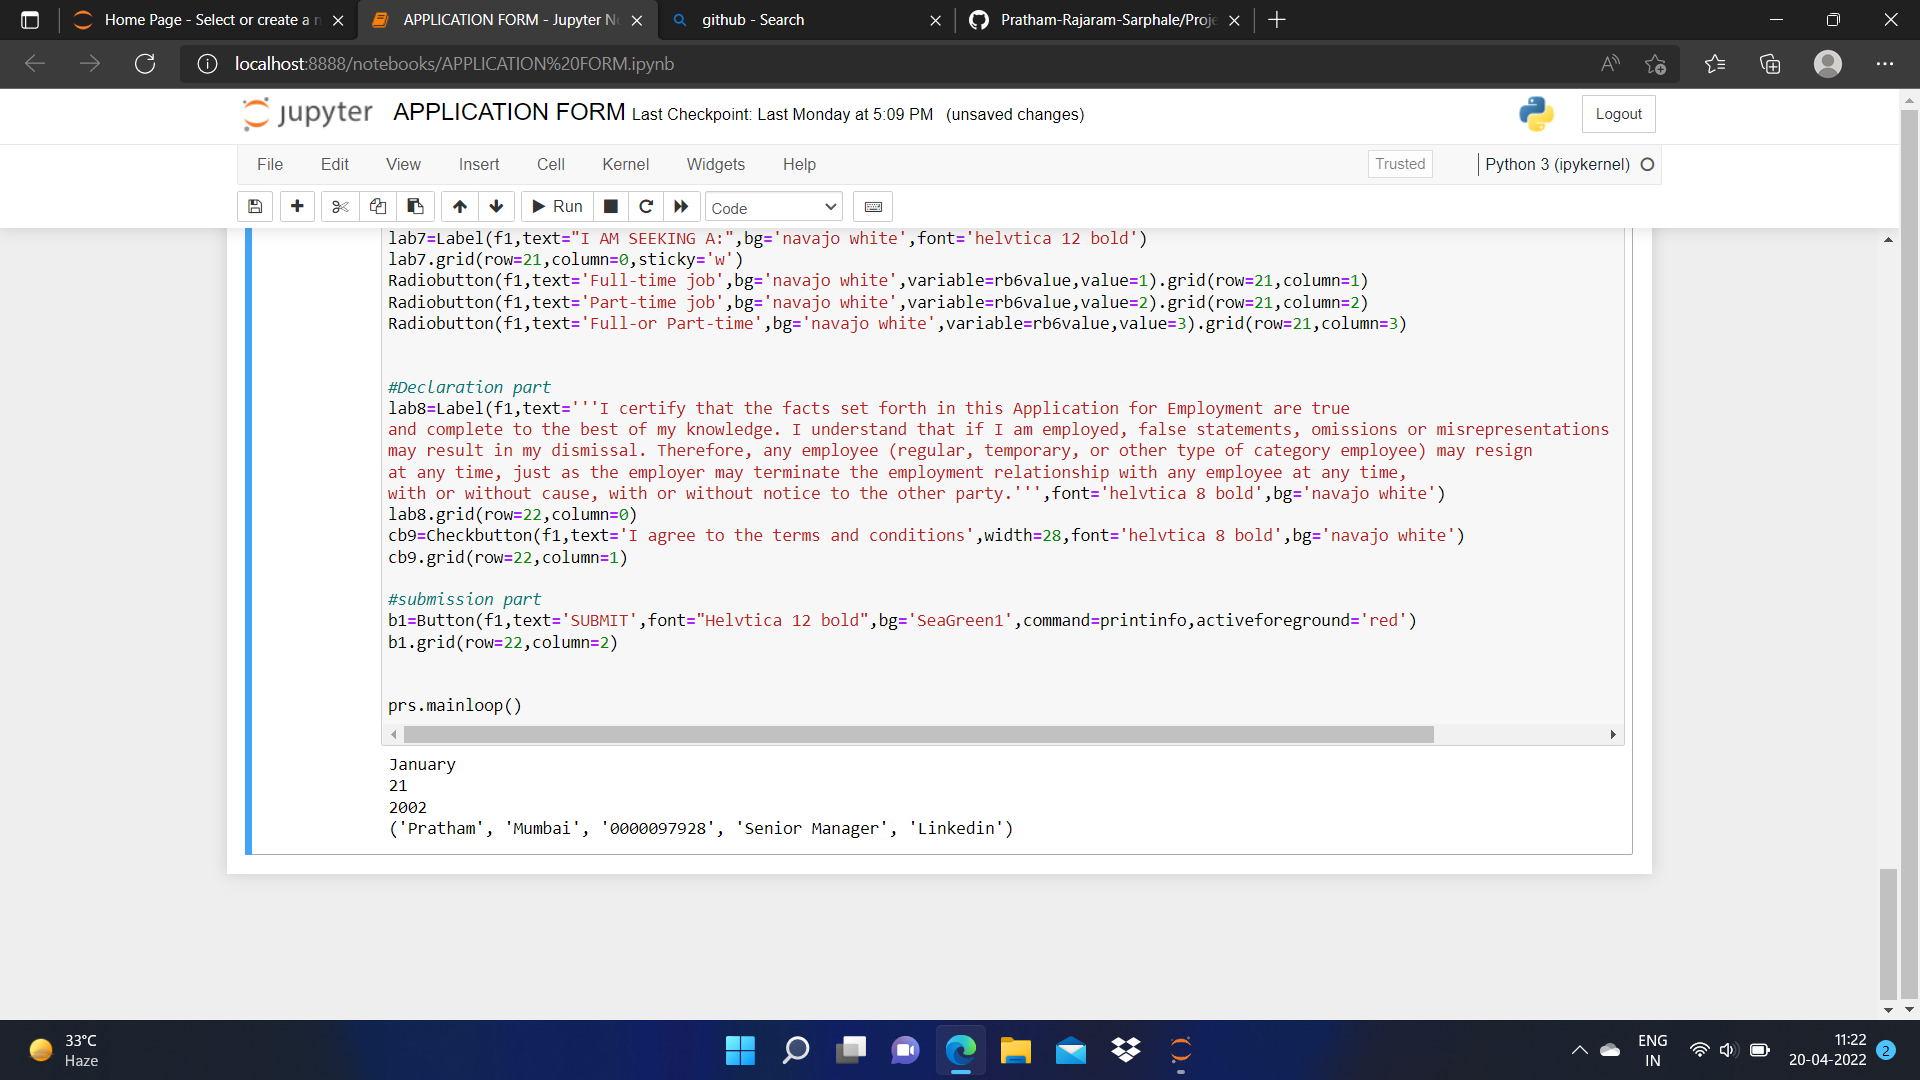 Home Page - Select or create a n
APPLICATION FORM - Jupyter No
github - Search
Pratham-Rajaram-Sarphale/Proje
localhost:8888/notebooks/APPLICATION%20FORM.ipynb
jupyter APPLICATION FORM Last Checkpoint: Last Monday at 5:09 PM (unsaved changes)
Logout
File Edit View Insert Cell Kernel Widgets Help
Trusted Python 3 (ipykernel)
Run Code
lab7=Label(f1,text="I AM SEEKING A:",bg='navajo white',font='helvtica 12 bold')
lab7.grid(row=21,column=0,sticky='w')
Radiobutton(f1,text='Full-time job',bg='navajo white',variable=rb6value,value=1).grid(row=21,column=1)
Radiobutton(f1,text='Part-time job',bg='navajo white',variable=rb6value,value=2).grid(row=21,column=2)
Radiobutton(f1,text='Full-or Part-time',bg='navajo white',variable=rb6value,value=3).grid(row=21,column=3)
#Declaration part
lab8=Label(f1,text='''I certify that the facts set forth in this Application for Employment are true
and complete to the best of my knowledge. I understand that if I am employed, false statements, omissions or misrepresentations
may result in my dismissal. Therefore, any employee (regular, temporary, or other type of category employee) may resign
at any time, just as the employer may terminate the employment relationship with any employee at any time,
with or without cause, with or without notice to the other party.''',font='helvtica 8 bold',bg='navajo white')
lab8.grid(row=22,column=0)
cb9=Checkbutton(f1,text='I agree to the terms and conditions',width=28,font='helvtica 8 bold',bg='navajo white')
cb9.grid(row=22,column=1)
#submission part
b1=Button(f1,text='SUBMIT',font="Helvtica 12 bold",bg='SeaGreen1',command=printinfo,activeforeground='red')
b1.grid(row=22,column=2)
prs.mainloop()
January
21
2002
('Pratham', 'Mumbai', '0000097928', 'Senior Manager', 'Linkedin')
33°C
Haze
ENG
IN
11:22
20-04-2022
2